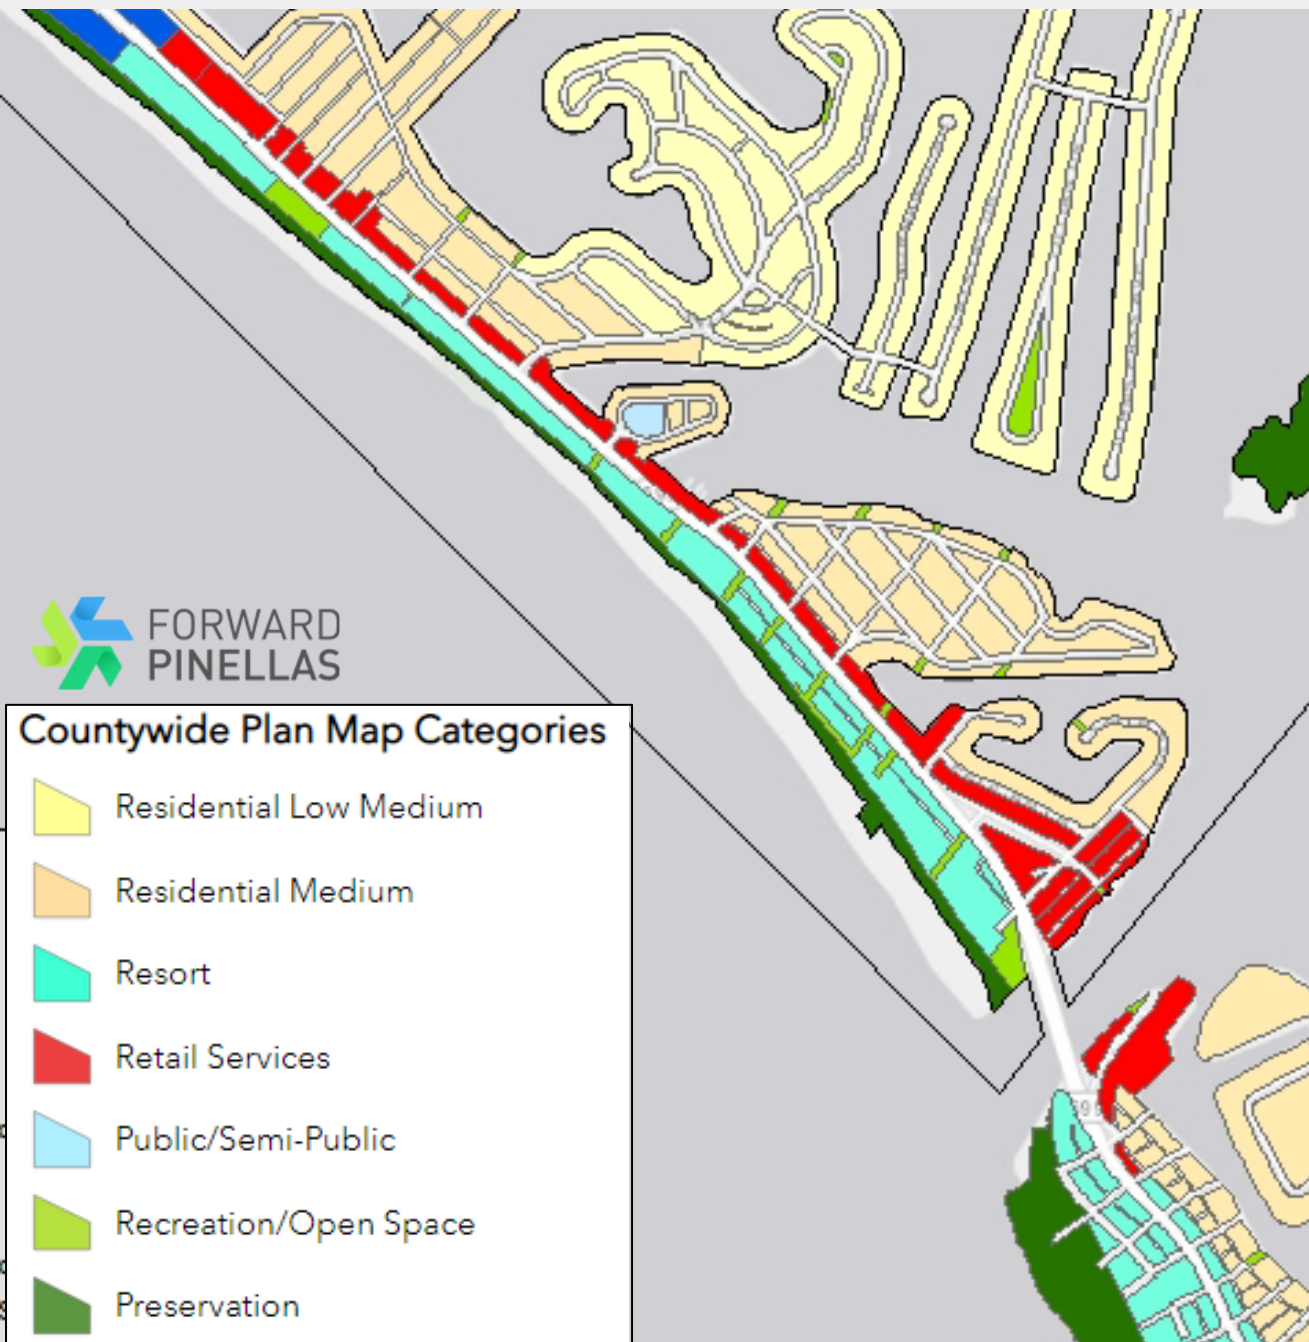 FORWARD
PINELLAS
Countywide Plan Map Categories
Residential Low Medium
Residential Medium
Resort
Retail Services
Public/Semi-Public
Recreation/Open Space
Preservation